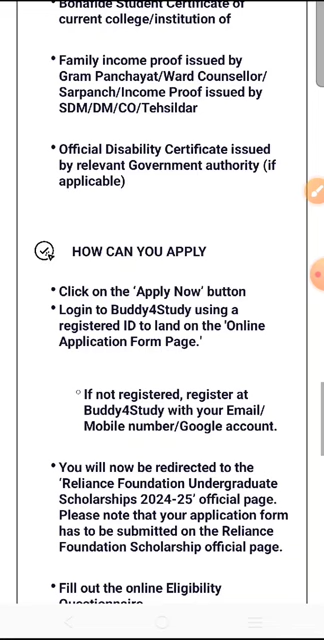 Bonafide Student Certificate of
current college/institution of
• Family income proof issued by
Gram Panchayat/Ward Counsellor/
Sarpanch/Income Proof issued by
SDM/DM/CO/Tehsildar
• Official Disability Certificate issued
by relevant Government authority (if
applicable)
HOW CAN YOU APPLY
• Click on the ‘Apply Now’ button
• Login to Buddy4Study using a
registered ID to land on the 'Online
Application Form Page.'
◦ If not registered, register at
Buddy4Study with your Email/
Mobile number/Google account.
• You will now be redirected to the
‘Reliance Foundation Undergraduate
Scholarships 2024-25’ official page.
Please note that your application form
has to be submitted on the Reliance
Foundation Scholarship official page.
• Fill out the online Eligibility
Questionnaire